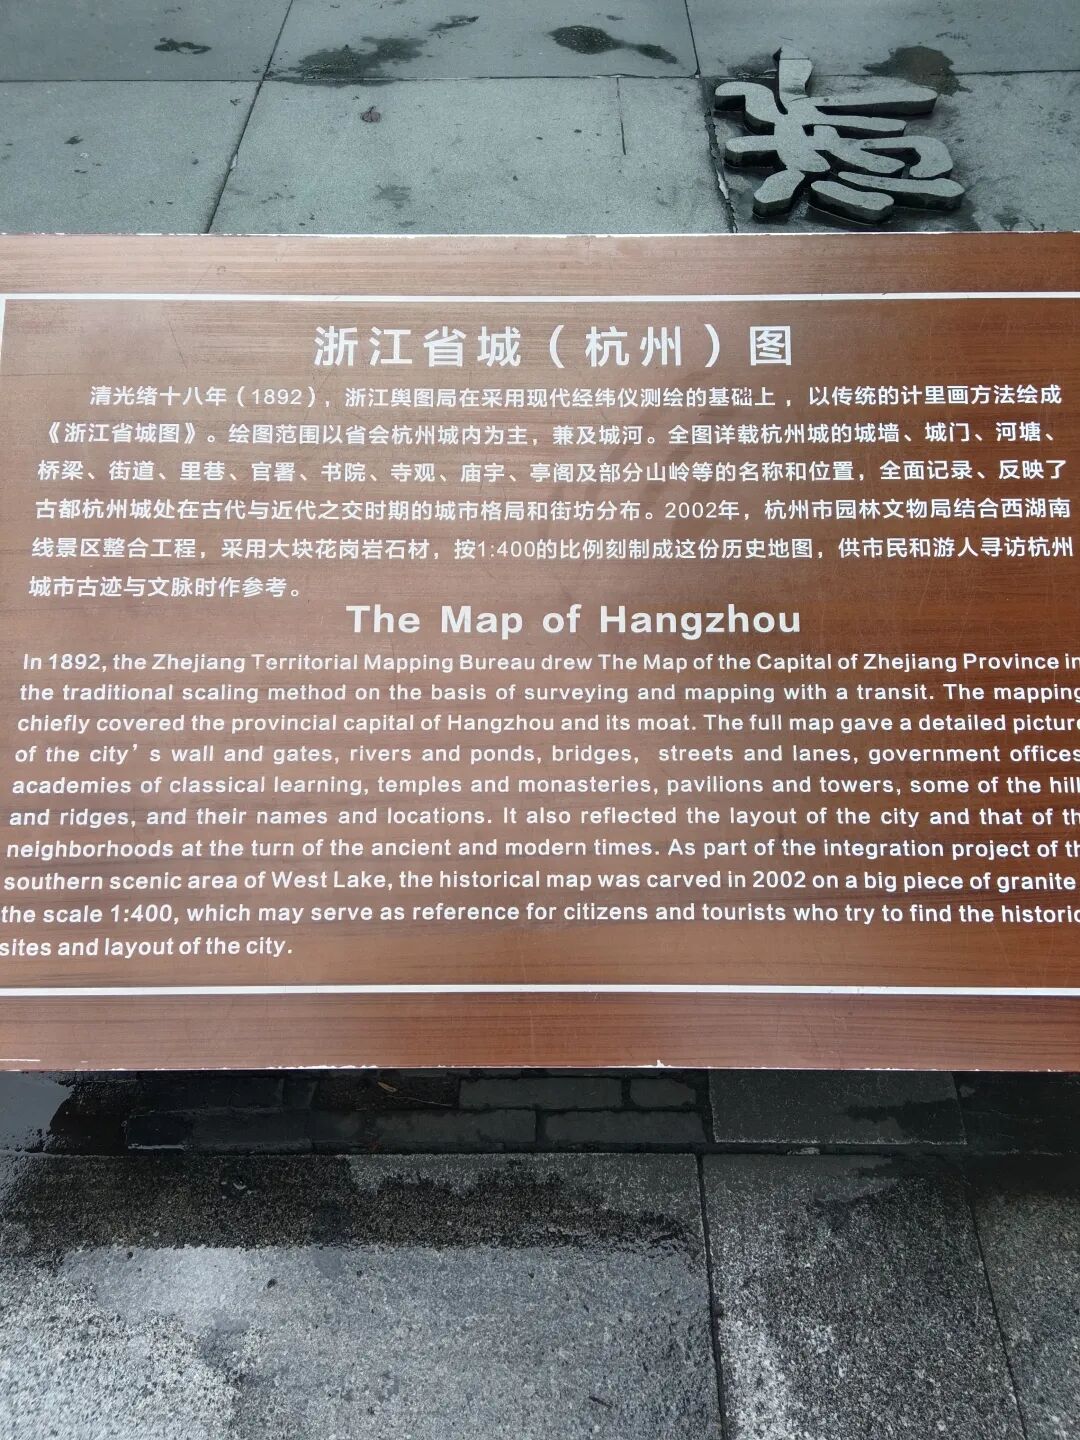 浙江省城（杭州）图
清光绪十八年（1892），浙江舆图局在采用现代经纬仪测绘的基础上，以传统的计里画方法绘成
《浙江省城图》。绘图范围以省会杭州城内为主，兼及城河。全图详载杭州城的城墙、城门、河塘、
桥梁、街道、里巷、官署、书院、寺观、庙宇、亭阁及部分山岭等的名称和位置，全面记录、反映了
古都杭州城处在古代与近代之交时期的城市格局和街坊分布。2002年，杭州市园林文物局结合西湖南
线景区整合工程，采用大块花岗岩石材，按1:400的比例刻制成这份历史地图，供市民和游人寻访杭州
城市古迹与文脉时作参考。
The Map of Hangzhou
In 1892, the Zhejiang Territorial Mapping Bureau drew The Map of the Capital of Zhejiang Province in
the traditional scaling method on the basis of surveying and mapping with a transit. The mapping
chiefly covered the provincial capital of Hangzhou and its moat. The full map gave a detailed picture
of the city's wall and gates, rivers and ponds, bridges, streets and lanes, government offices
academies of classical learning, temples and monasteries, pavilions and towers, some of the hill
and ridges, and their names and locations. It also reflected the layout of the city and that of th
neighborhoods at the turn of the ancient and modern times. As part of the integration project of th
southern scenic area of West Lake, the historical map was carved in 2002 on a big piece of granite
the scale 1:400, which may serve as reference for citizens and tourists who try to find the historic
sites and layout of the city.